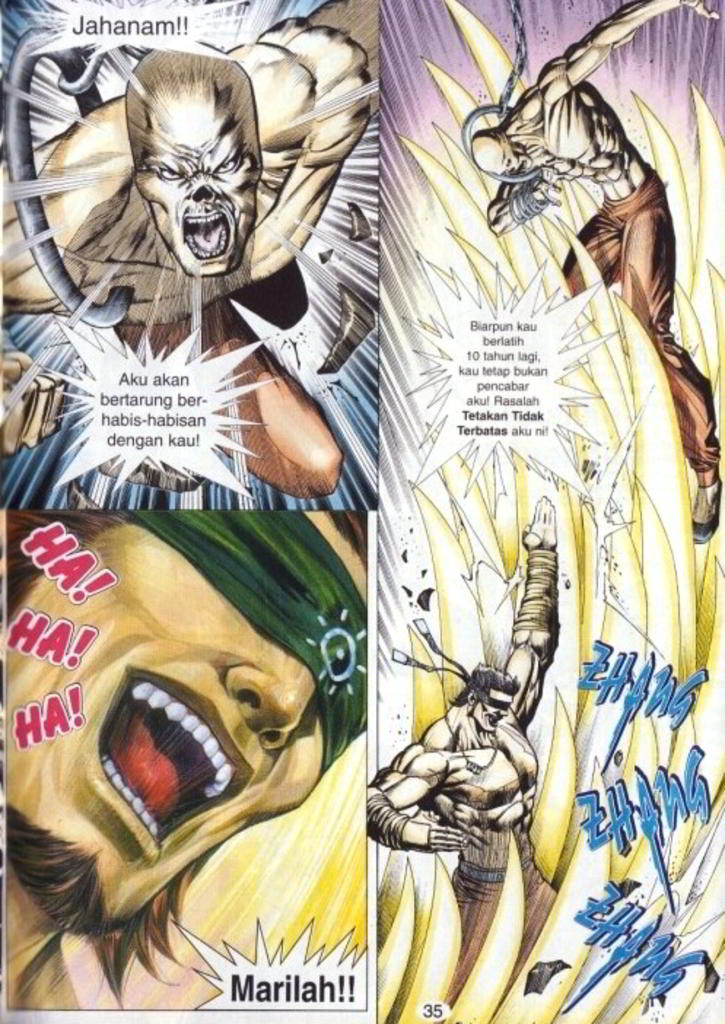 Jahanam!!
Aku akan
bertarung ber-
habis-habisan
dengan kau!
HA!
HA!
HA!
Marilah!!
Biarpun kau
berlatih
10 tahun lagi,
kau tetap bukan
pencabar
aku! Rasalah
Tetakan Tidak
Terbatas aku ni!
ZHANG
ZHANG
ZHANG
35